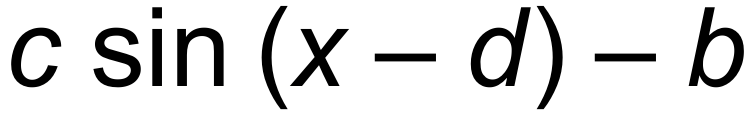 c sin (x − d) − b